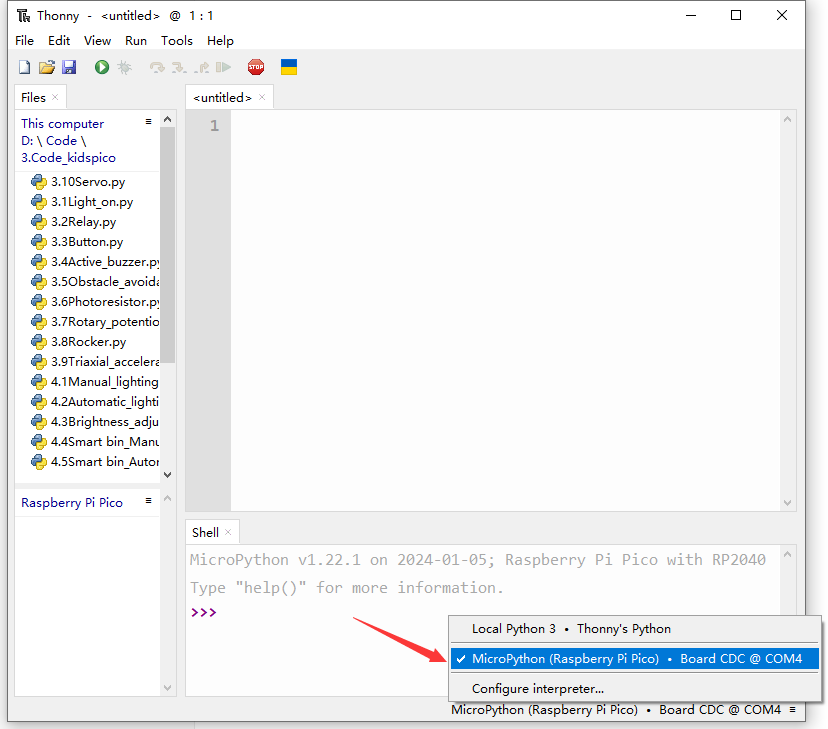 Thonny - <untitled> @ 1 : 1
File Edit View Run Tools Help
STOP
Files
<untitled>
This computer
D: \ Code \
3.Code_kidspico
3.10Servo.py
3.1Light_on.py
3.2Relay.py
3.3Button.py
3.4Active_buzzer.py
3.5Obstacle_avoida
3.6Photoresistor.py
3.7Rotary_potentio
3.8Rocker.py
3.9Triaxial_accelera
4.1Manual_lighting
4.2Automatic_lighti
4.3Brightness_adju
4.4Smart bin_Manu
4.5Smart bin_Autor
1
Raspberry Pi Pico
Shell
MicroPython v1.22.1 on 2024-01-05; Raspberry Pi Pico with RP2040
Type "help()" for more information.
>>>
Local Python 3 • Thonny's Python
MicroPython (Raspberry Pi Pico) • Board CDC @ COM4
Configure interpreter...
MicroPython (Raspberry Pi Pico) • Board CDC @ COM4